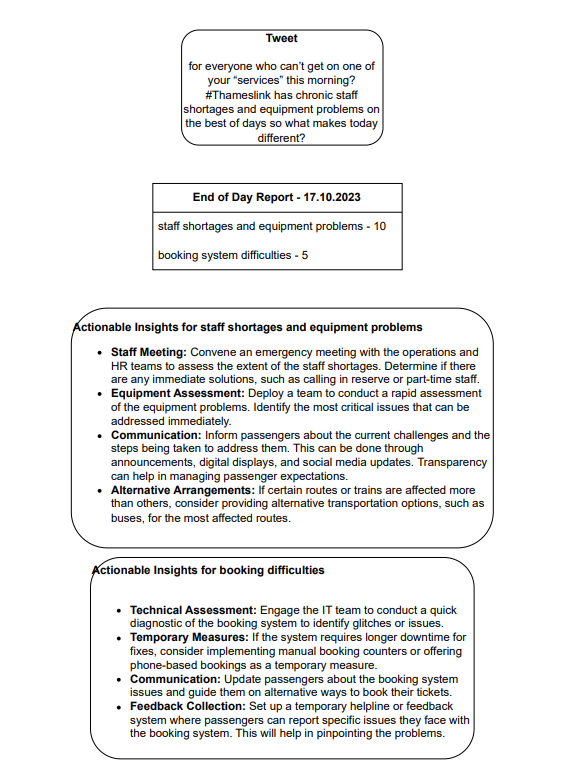 Tweet
for everyone who can’t get on one of
your “services” this morning?
#Thameslink has chronic staff
shortages and equipment problems on
the best of days so what makes today
different?
End of Day Report - 17.10.2023
staff shortages and equipment problems - 10
booking system difficulties - 5
Actionable Insights for staff shortages and equipment problems
• Staff Meeting: Convene an emergency meeting with the operations and
HR teams to assess the extent of the staff shortages. Determine if there
are any immediate solutions, such as calling in reserve or part-time staff.
• Equipment Assessment: Deploy a team to conduct a rapid assessment
of the equipment problems. Identify the most critical issues that can be
addressed immediately.
• Communication: Inform passengers about the current challenges and the
steps being taken to address them. This can be done through
announcements, digital displays, and social media updates. Transparency
can help in managing passenger expectations.
• Alternative Arrangements: If certain routes or trains are affected more
than others, consider providing alternative transportation options, such as
buses, for the most affected routes.
Actionable Insights for booking difficulties
• Technical Assessment: Engage the IT team to conduct a quick
diagnostic of the booking system to identify glitches or issues.
• Temporary Measures: If the system requires longer downtime for
fixes, consider implementing manual booking counters or offering
phone-based bookings as a temporary measure.
• Communication: Update passengers about the booking system
issues and guide them on alternative ways to book their tickets.
• Feedback Collection: Set up a temporary helpline or feedback
system where passengers can report specific issues they face with
the booking system. This will help in pinpointing the problems.